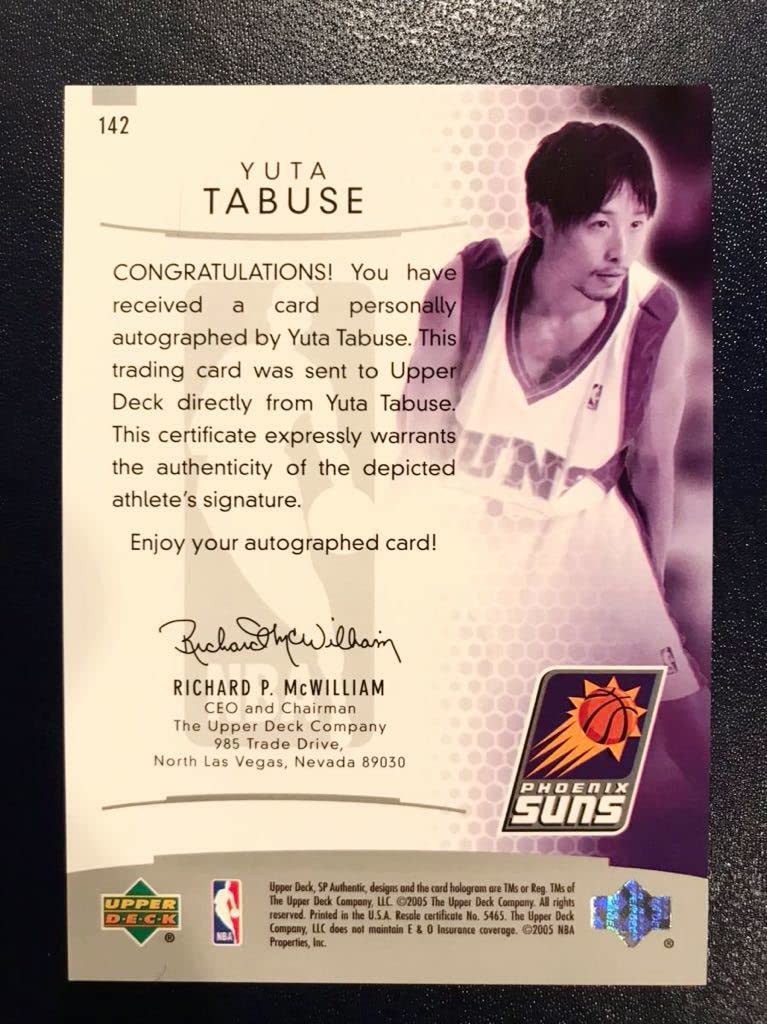 142
YUTA
TABUSE
CONGRATULATIONS! You have
received a card personally
autographed by Yuta Tabuse. This
trading card was sent to Upper
Deck directly from Yuta Tabuse.
This certificate expressly warrants
the authenticity of the depicted
athlete's signature.
Enjoy your autographed card!
Richard P. McWilliam
RICHARD P. McWILLIAM
CEO and Chairman
The Upper Deck Company
985 Trade Drive,
North Las Vegas, Nevada 89030
PHOENIX
SUNS
UPPER
DECK
®
NBA
Upper Deck, SP Authentic, designs and the card hologram are TMs or Reg. TMs of
The Upper Deck Company, LLC. ©2005 The Upper Deck Company. All rights
reserved. Printed in the U.S.A. Resale certificate No. 5465. The Upper Deck
Company, LLC does not maintain E & O Insurance coverage. ©2005 NBA
Properties, Inc.
®